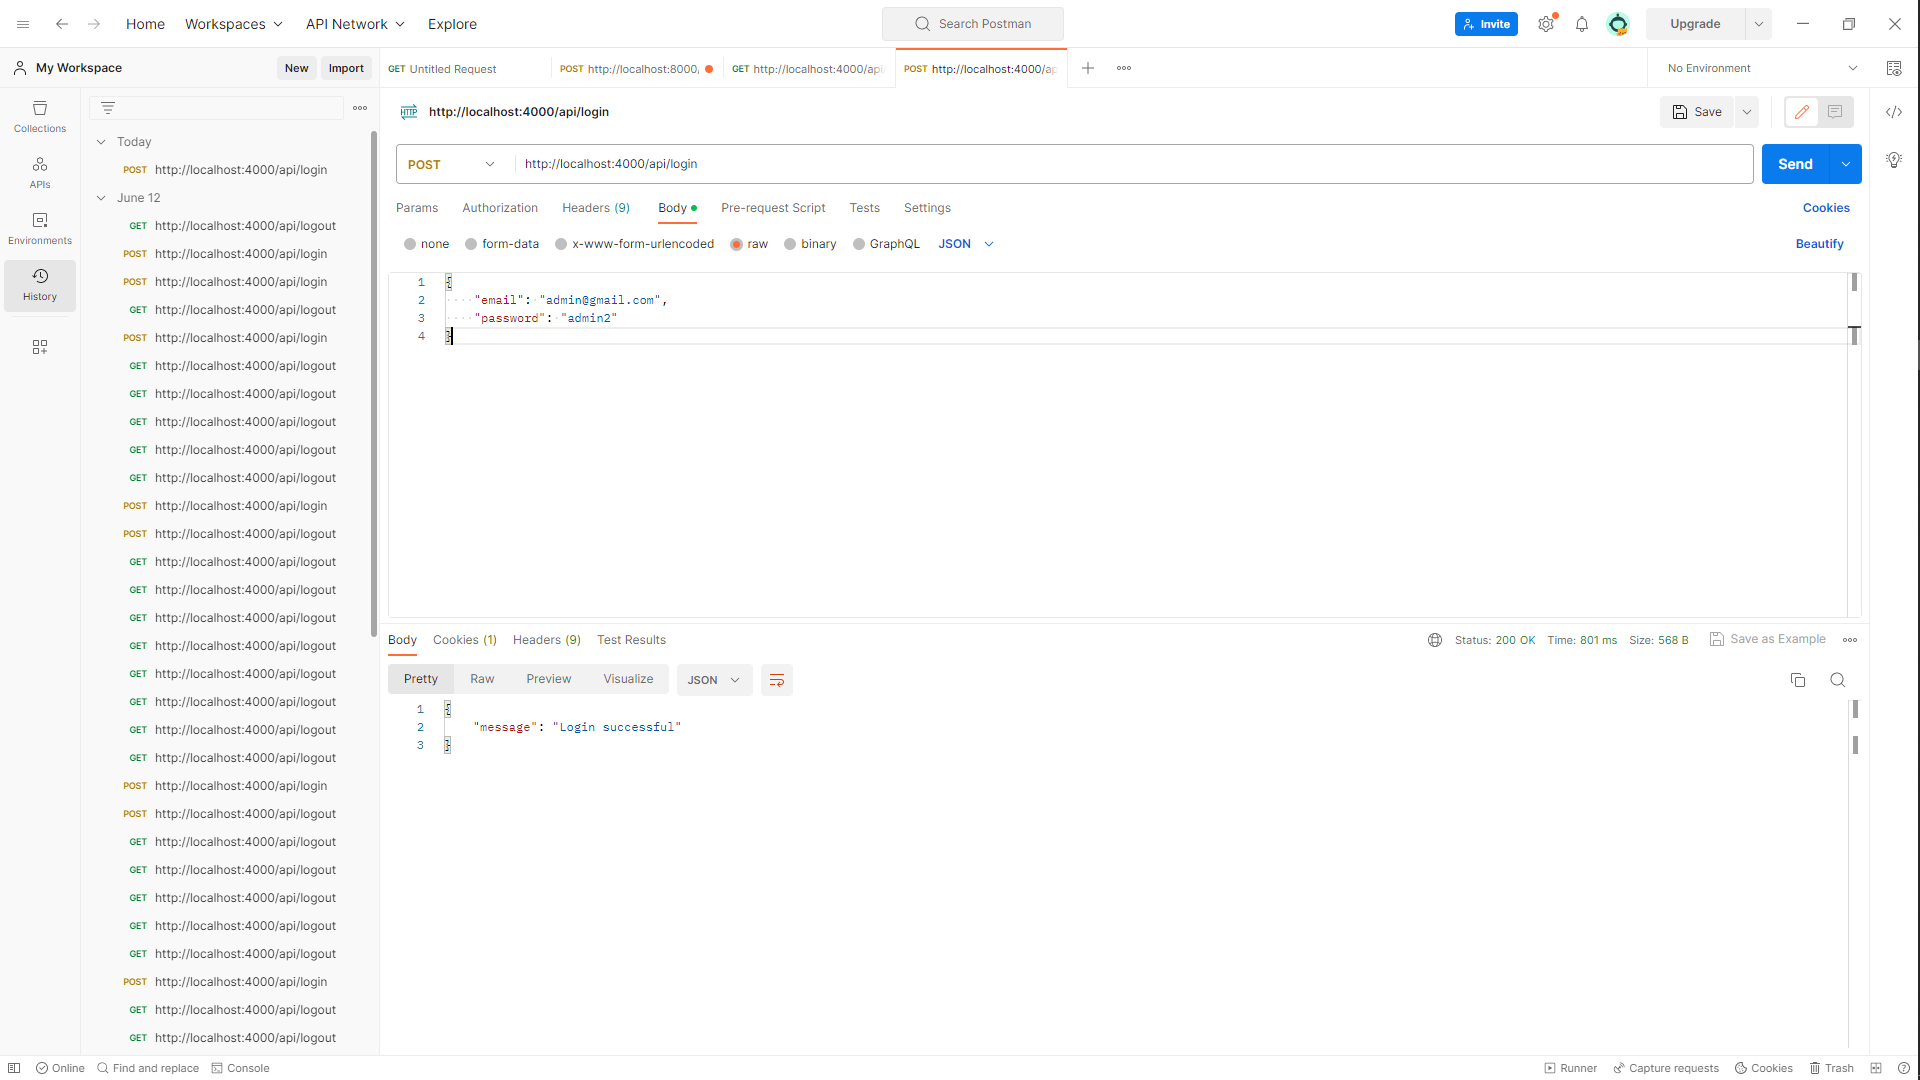 Home Workspaces API Network Explore Search Postman Invite Upgrade
My Workspace New Import GET Untitled Request POST http://localhost:8000, GET http://localhost:4000/api POST http://localhost:4000/ap No Environment
Collections
APIs
Environments
History
Today
POST http://localhost:4000/api/login
June 12
GET http://localhost:4000/api/logout
POST http://localhost:4000/api/login
POST http://localhost:4000/api/login
GET http://localhost:4000/api/logout
POST http://localhost:4000/api/login
GET http://localhost:4000/api/logout
GET http://localhost:4000/api/logout
GET http://localhost:4000/api/logout
GET http://localhost:4000/api/logout
GET http://localhost:4000/api/logout
POST http://localhost:4000/api/login
POST http://localhost:4000/api/logout
GET http://localhost:4000/api/logout
GET http://localhost:4000/api/logout
GET http://localhost:4000/api/logout
GET http://localhost:4000/api/logout
GET http://localhost:4000/api/logout
GET http://localhost:4000/api/logout
GET http://localhost:4000/api/logout
GET http://localhost:4000/api/logout
POST http://localhost:4000/api/login
POST http://localhost:4000/api/logout
GET http://localhost:4000/api/logout
GET http://localhost:4000/api/logout
GET http://localhost:4000/api/logout
GET http://localhost:4000/api/logout
GET http://localhost:4000/api/logout
POST http://localhost:4000/api/login
GET http://localhost:4000/api/logout
GET http://localhost:4000/api/logout
HTTP http://localhost:4000/api/login Save
POST http://localhost:4000/api/login Send
Params Authorization Headers (9) Body Pre-request Script Tests Settings Cookies
none form-data x-www-form-urlencoded raw binary GraphQL JSON Beautify
1 {
2 "email": "admin@gmail.com",
3 "password": "admin2"
4 }
Body Cookies (1) Headers (9) Test Results Status: 200 OK Time: 801 ms Size: 568 B Save as Example
Pretty Raw Preview Visualize JSON
1 {
2 "message": "Login successful"
3 }
Online Find and replace Console Runner Capture requests Cookies Trash